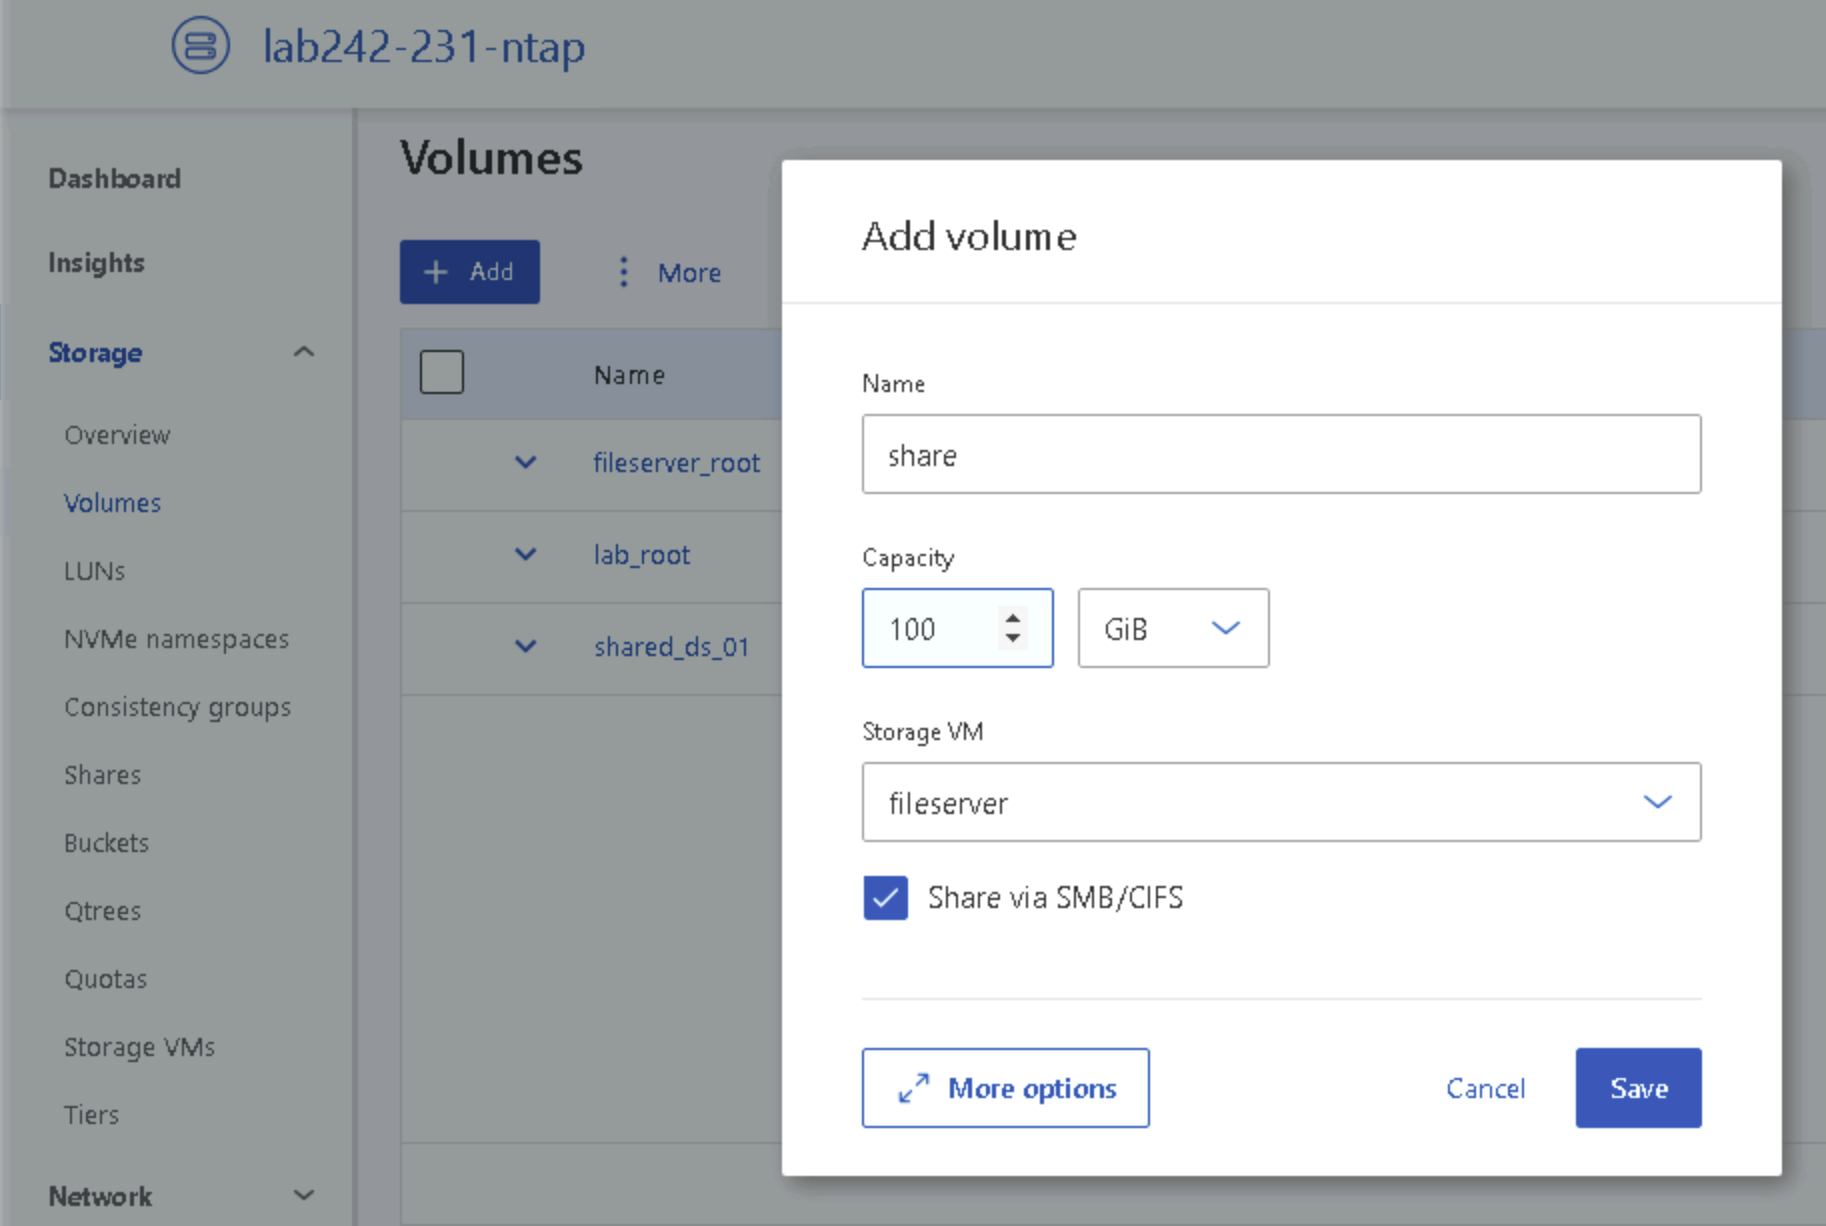 lab242-231-ntap
Dashboard
Insights
Storage
Overview
Volumes
LUNs
NVMe namespaces
Consistency groups
Shares
Buckets
Qtrees
Quotas
Storage VMs
Tiers
Network
Volumes
+ Add
More
Name
fileserver_root
lab_root
shared_ds_01
Add volume
Name
share
Capacity
100 GiB
Storage VM
fileserver
Share via SMB/CIFS
More options Cancel Save